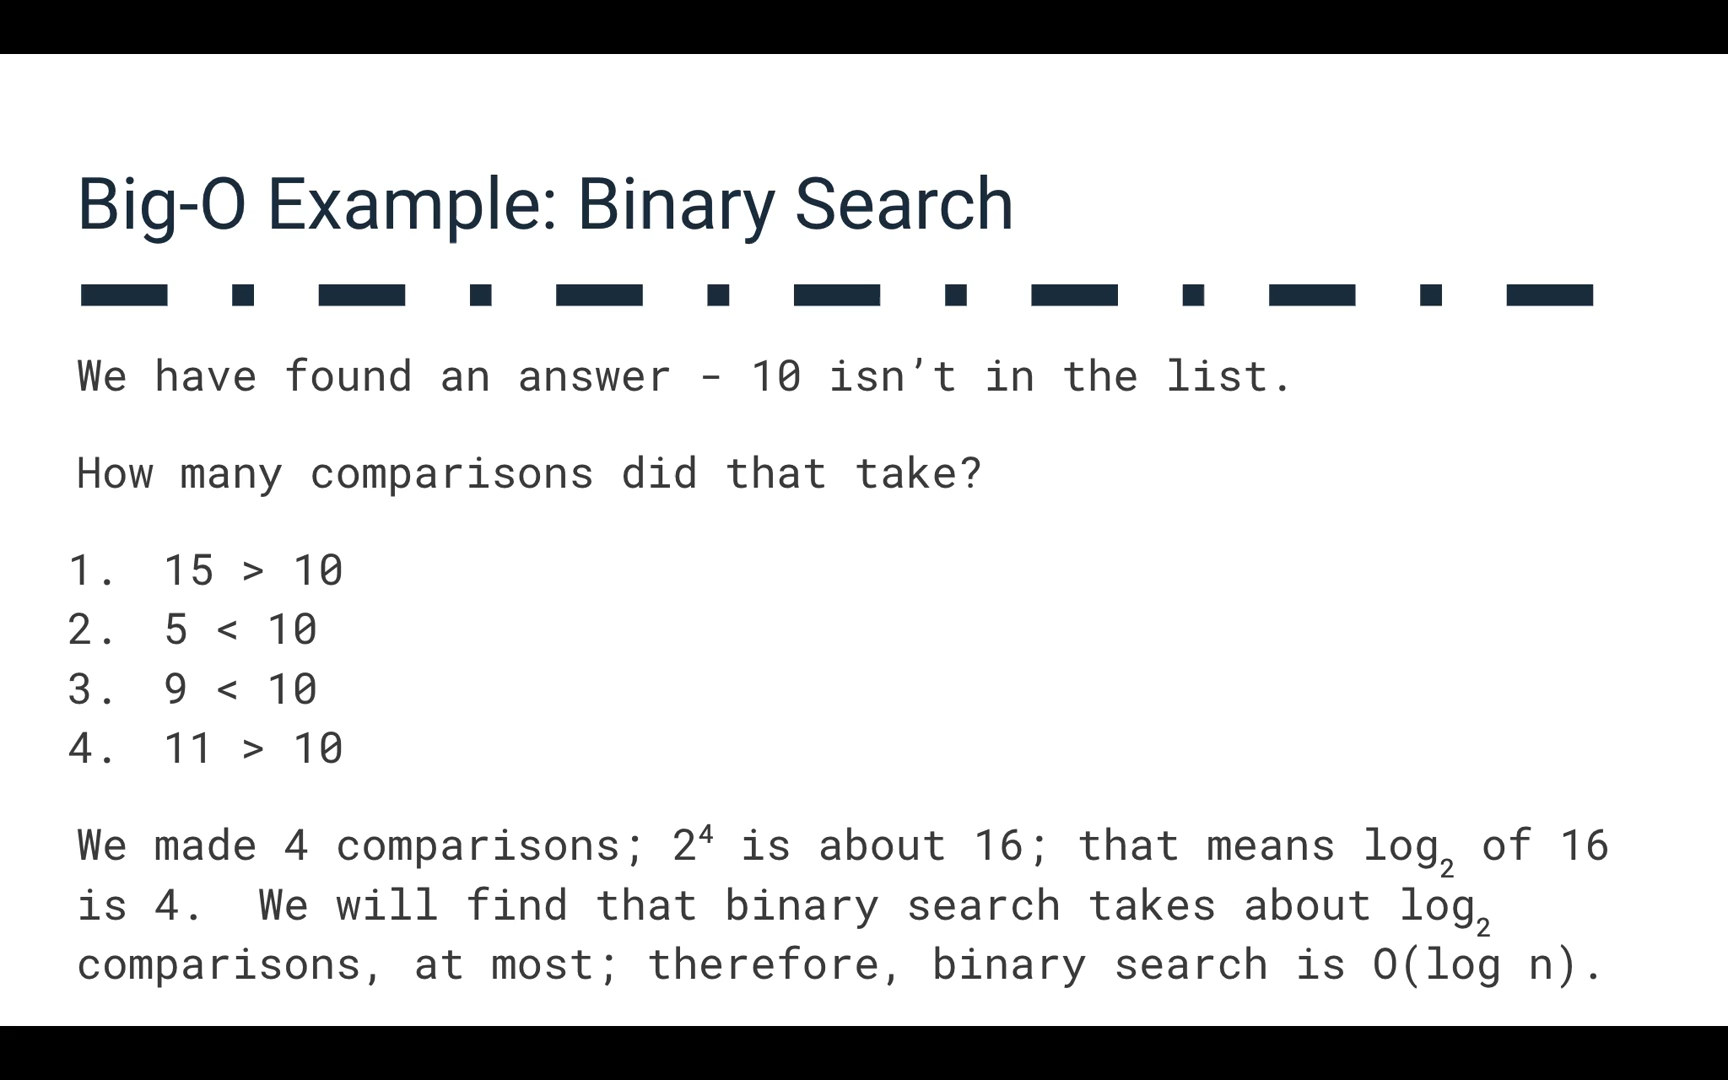 Big-O Example: Binary Search
We have found an answer - 10 isn’t in the list.
How many comparisons did that take?
1. 15 > 10
2. 5 < 10
3. 9 < 10
4. 11 > 10
We made 4 comparisons; 2⁴ is about 16; that means log₂ of 16
is 4.  We will find that binary search takes about log₂
comparisons, at most; therefore, binary search is O(log n).